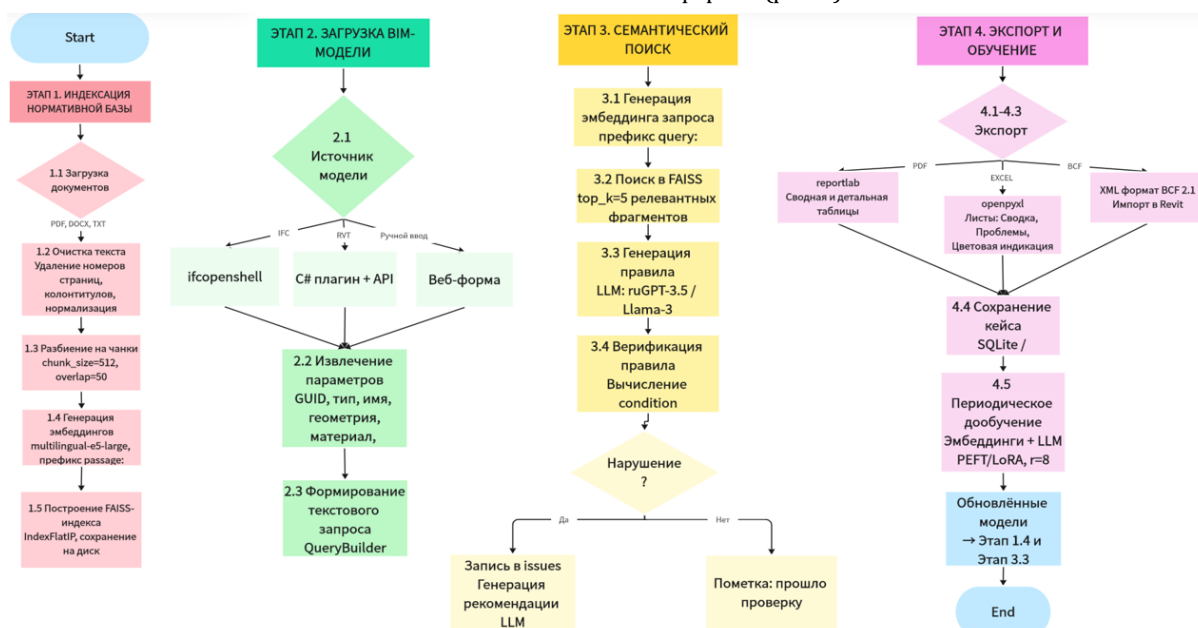 Start
ЭТАП 1. ИНДЕКСАЦИЯ
НОРМАТИВНОЙ БАЗЫ
1.1 Загрузка
документов
PDF, DOCX, TXT
1.2 Очистка текста
Удаление номеров
страниц,
колонтитулов,
нормализация
1.3 Разбиение на чанки
chunk_size=512,
overlap=50
1.4 Генерация
эмбеддингов
multilingual-e5-large,
префикс passage:
1.5 Построение FAISS-
индекса
IndexFlatIP, сохранение
на диск
ЭТАП 2. ЗАГРУЗКА BIM-
МОДЕЛИ
2.1
Источник
модели
IFC
RVT
Ручной ввод
ifcopenshell
C# плагин + API
Веб-форма
2.2 Извлечение
параметров
GUID, тип, имя,
геометрия,
материал,
2.3 Формирование
текстового
запроса
QueryBuilder
ЭТАП 3. СЕМАНТИЧЕСКИЙ
ПОИСК
3.1 Генерация
эмбеддинга запроса
префикс query:
3.2 Поиск в FAISS
top_k=5 релевантных
фрагментов
3.3 Генерация
правила
LLM: ruGPT-3.5 /
Llama-3
3.4 Верификация
правила
Вычисление
condition
Нарушение
?
Да
Нет
Запись в issues
Генерация
рекомендации
LLM
Пометка: прошло
проверку
ЭТАП 4. ЭКСПОРТ И
ОБУЧЕНИЕ
4.1-4.3
Экспорт
PDF
EXCEL
BCF
reportlab
Сводная и детальная
таблицы
openpyxl
Листы: Сводка,
Проблемы,
Цветовая индикация
XML формат BCF 2.1
Импорт в Revit
4.4 Сохранение
кейса
SQLite /
4.5
Периодическое
дообучение
Эмбеддинги + LLM
PEFT/LoRA, r=8
Обновлённые
модели
→ Этап 1.4 и
Этап 3.3
End